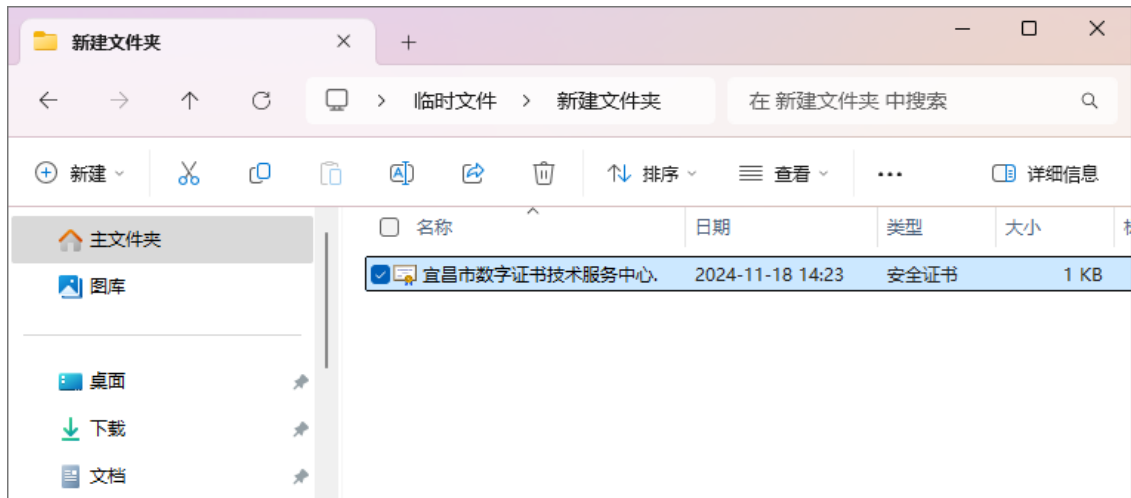 新建文件夹
临时文件 > 新建文件夹 在 新建文件夹 中搜索
新建 排序 查看 ... 详细信息
主文件夹 名称 日期 类型 大小
宜昌市数字证书技术服务中心. 2024-11-18 14:23 安全证书 1 KB
图库
桌面
下载
文档